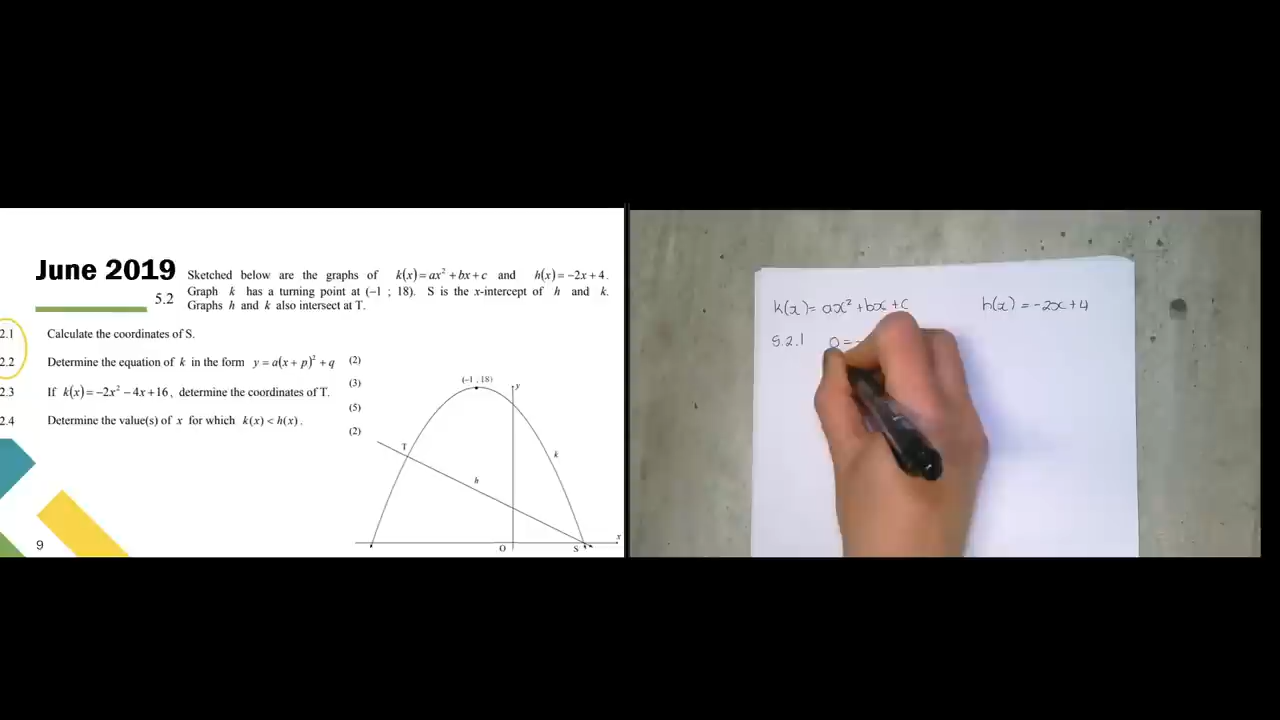 June 2019
5.2
Sketched below are the graphs of k(x) = ax² + bx + c and h(x) = −2x + 4.
Graph k has a turning point at (−1 ; 18). S is the x-intercept of h and k.
Graphs h and k also intersect at T.
2.1 Calculate the coordinates of S.
2.2 Determine the equation of k in the form y = a(x + p)² + q (2)
2.3 If k(x) = −2x² − 4x + 16, determine the coordinates of T. (3)
(5)
2.4 Determine the value(s) of x for which k(x) < h(x). (2)
(−1 ; 18)
y
T
k
h
x
O
S
9
k(x) = ax² + bx + c h(x) = −2x + 4
5.2.1 0 = −